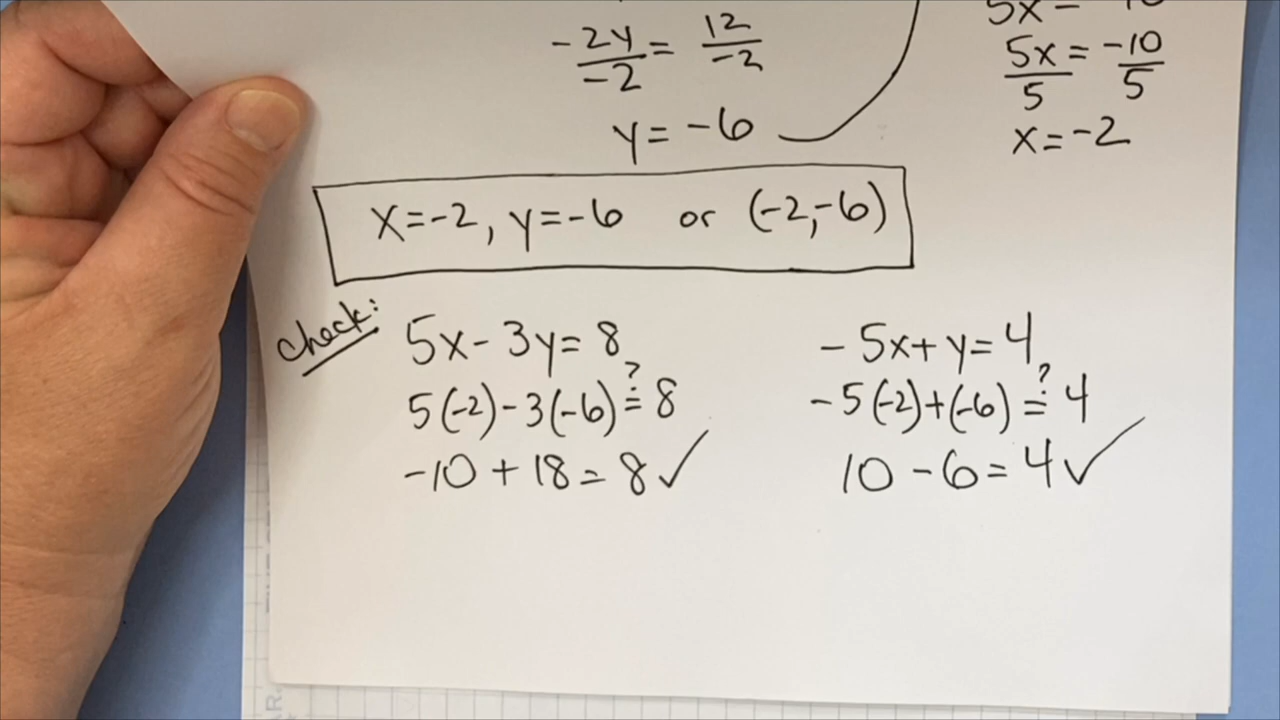 -2y/-2 = 12/-2
y = -6
5x =
5x/5 = -10/5
x = -2
x = -2, y = -6 or (-2, -6)
check:
5x - 3y = 8
5(-2) - 3(-6) ≟ 8
-10 + 18 = 8 ✓
-5x + y = 4
-5(-2) + (-6) ≟ 4
10 - 6 = 4 ✓